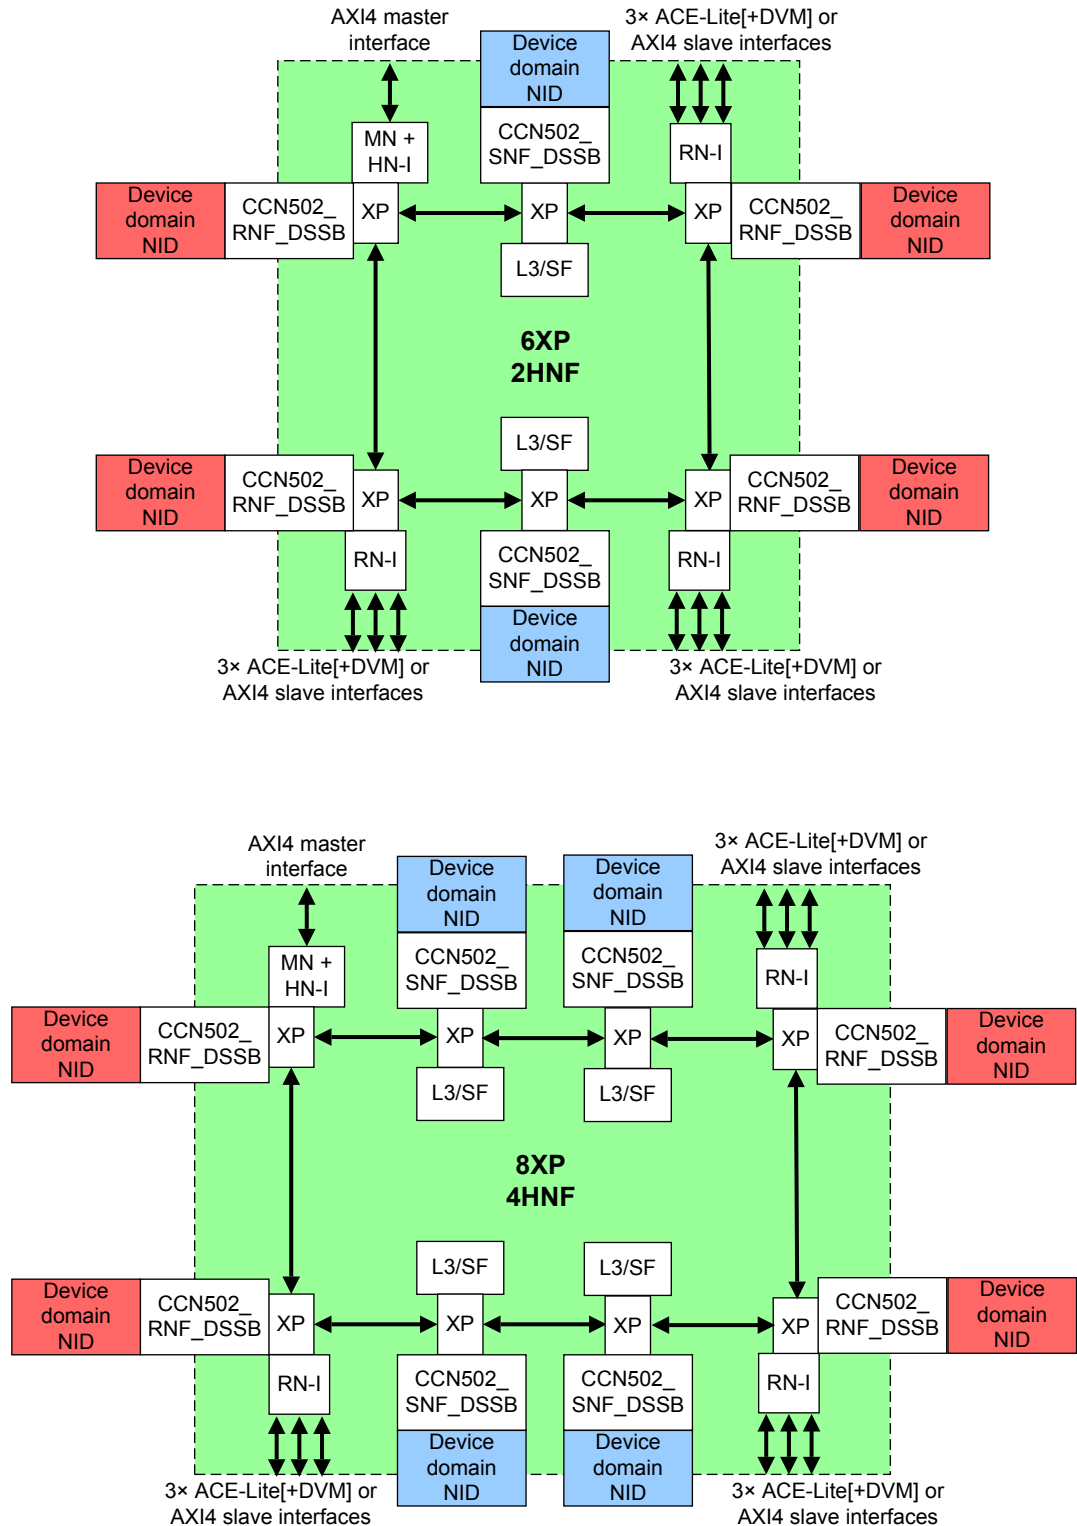 AXI4 master
interface
Device
domain
NID
3× ACE-Lite[+DVM] or
AXI4 slave interfaces
MN +
HN-I
CCN502_
SNF_DSSB
RN-I
Device
domain
NID
CCN502_
RNF_DSSB
XP
XP
XP
CCN502_
RNF_DSSB
Device
domain
NID
L3/SF
6XP
2HNF
L3/SF
Device
domain
NID
CCN502_
RNF_DSSB
XP
XP
XP
CCN502_
RNF_DSSB
Device
domain
NID
RN-I
CCN502_
SNF_DSSB
RN-I
Device
domain
NID
3× ACE-Lite[+DVM] or
AXI4 slave interfaces
3× ACE-Lite[+DVM] or
AXI4 slave interfaces
AXI4 master
interface
Device
domain
NID
Device
domain
NID
3× ACE-Lite[+DVM] or
AXI4 slave interfaces
MN +
HN-I
CCN502_
SNF_DSSB
CCN502_
SNF_DSSB
RN-I
Device
domain
NID
CCN502_
RNF_DSSB
XP
XP
XP
XP
CCN502_
RNF_DSSB
Device
domain
NID
L3/SF
L3/SF
8XP
4HNF
L3/SF
L3/SF
Device
domain
NID
CCN502_
RNF_DSSB
XP
XP
XP
XP
CCN502_
RNF_DSSB
Device
domain
NID
RN-I
CCN502_
SNF_DSSB
CCN502_
SNF_DSSB
RN-I
Device
domain
NID
Device
domain
NID
3× ACE-Lite[+DVM] or
AXI4 slave interfaces
3× ACE-Lite[+DVM] or
AXI4 slave interfaces